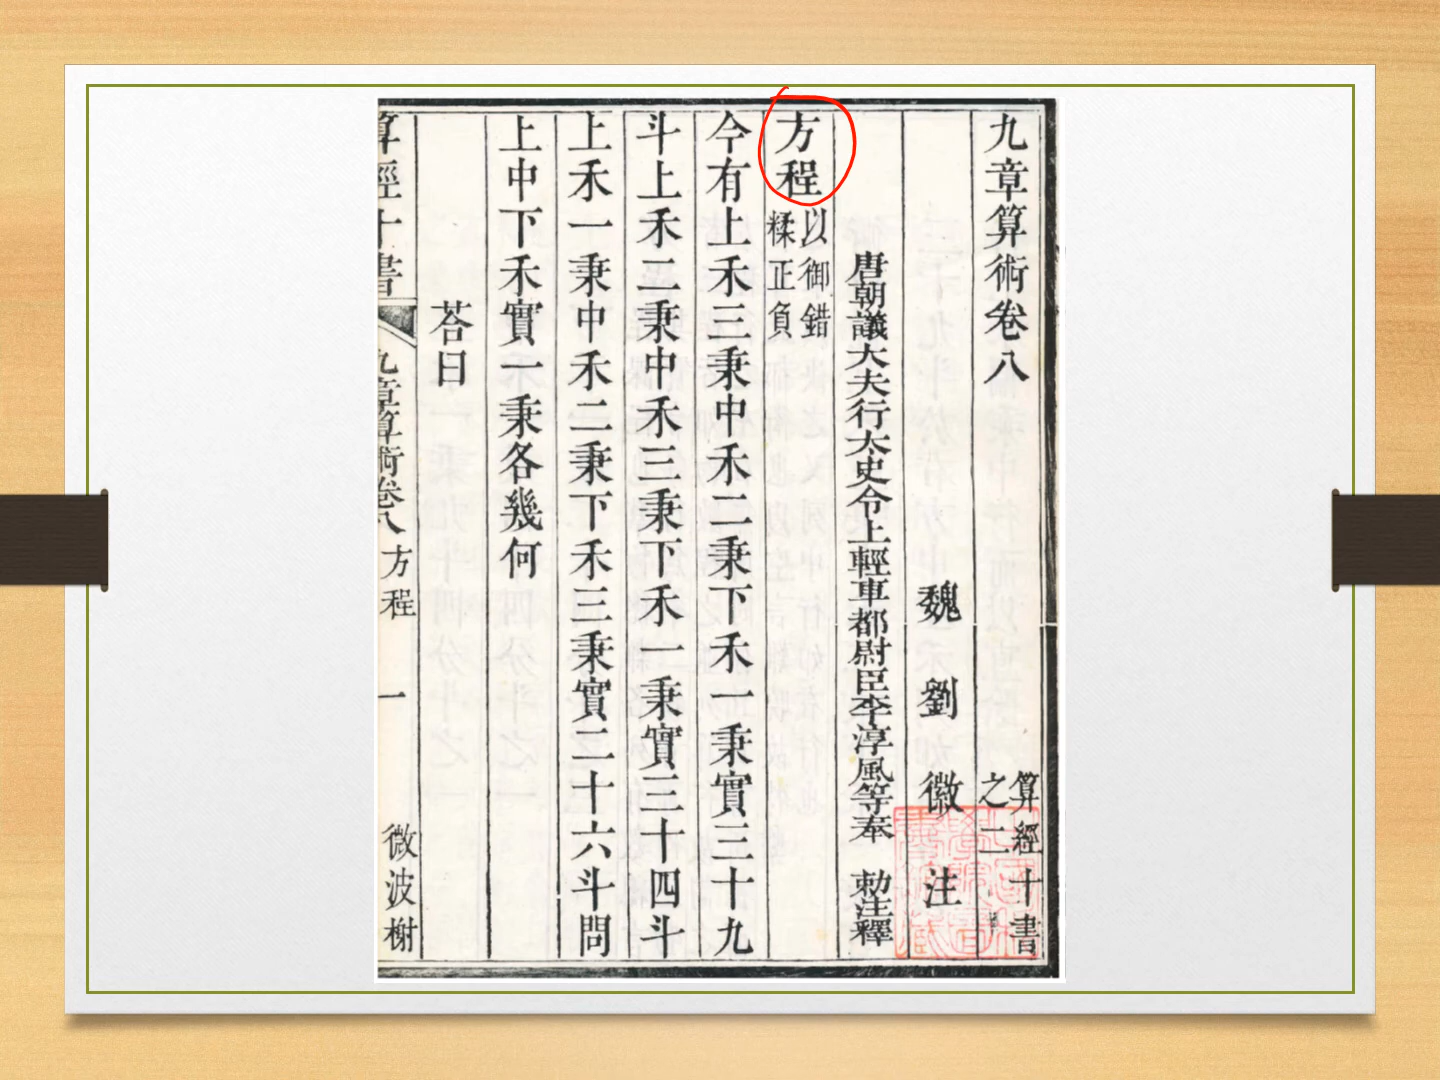 九章算術卷八
算經十書
之二
魏劉徽注
唐朝議大夫行太史令上輕車都尉臣李淳風等奉 勅注釋
方程以御錯
糅正負
今有上禾三秉中禾二秉下禾一秉實三十九
斗上禾二秉中禾三秉下禾一秉實三十四斗
上禾一秉中禾二秉下禾三秉實二十六斗問
上中下禾實一秉各幾何
荅曰
算經十書 九章算術卷八 方程 一 微波榭